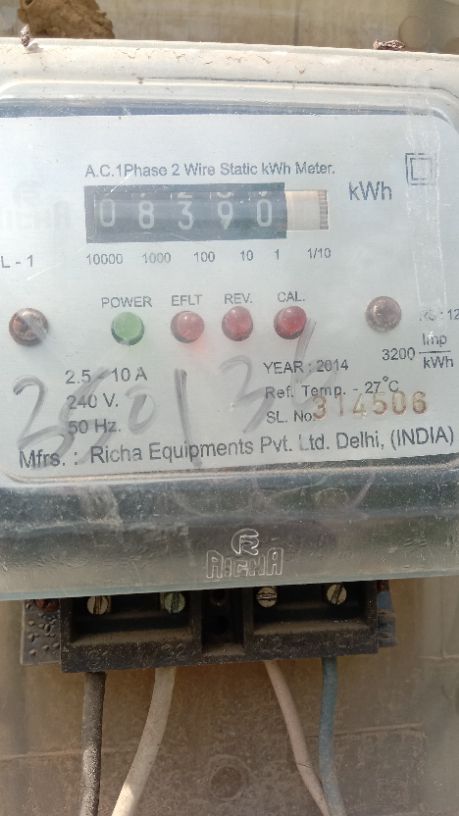 A.C.1Phase 2 Wire Static kWh Meter.
08390 kWh
L - 1
10000 1000 100 10 1 1/10
POWER EFLT REV. CAL.
2.5 - 10 A
240 V.
50 Hz.
YEAR : 2014
3200 Imp/kWh
Ref. Temp. - 27°C
SL. No. 314506
Mfrs. : Richa Equipments Pvt. Ltd. Delhi, (INDIA)
RICHA